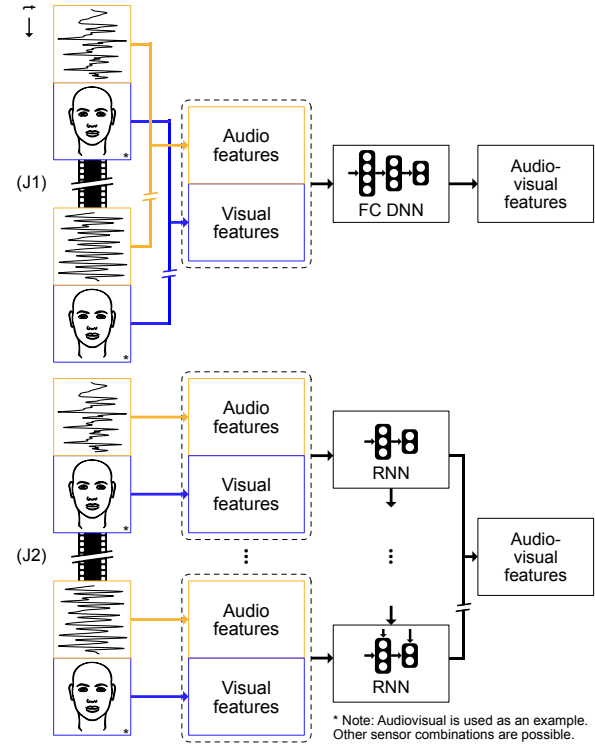 t
*
(J1)
*
Audio
features
Visual
features
FC DNN
Audio-
visual
features
*
(J2)
*
Audio
features
Visual
features
RNN
Audio
features
Visual
features
RNN
Audio-
visual
features
* Note: Audiovisual is used as an example.
Other sensor combinations are possible.